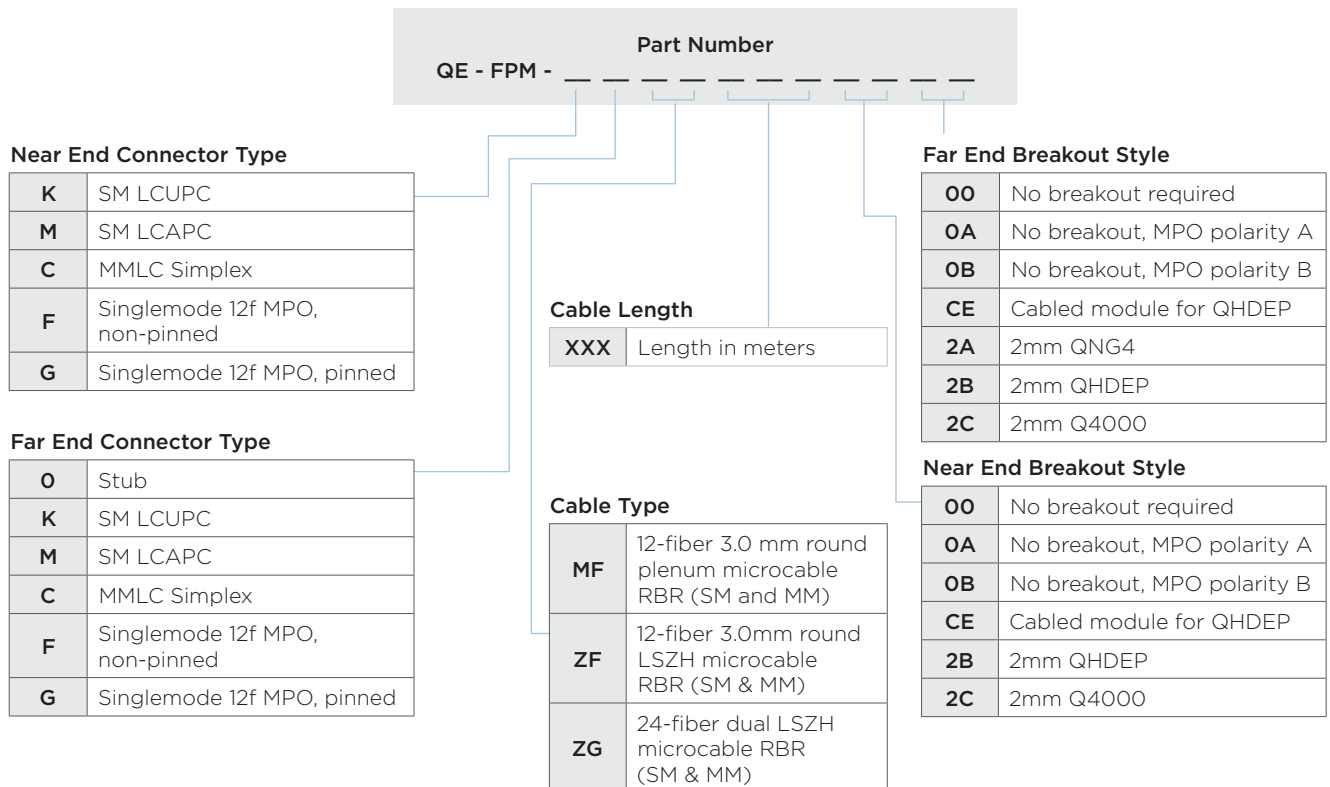 Part Number
QE - FPM - __ __ __ __ __ __ __ __ __ __ __
Near End Connector Type
K SM LCUPC
M SM LCAPC
C MMLC Simplex
F Singlemode 12f MPO,
non-pinned
G Singlemode 12f MPO, pinned
Far End Connector Type
0 Stub
K SM LCUPC
M SM LCAPC
C MMLC Simplex
F Singlemode 12f MPO,
non-pinned
G Singlemode 12f MPO, pinned
Cable Length
XXX Length in meters
Cable Type
MF 12-fiber 3.0 mm round
plenum microcable
RBR (SM and MM)
ZF 12-fiber 3.0mm round
LSZH microcable
RBR (SM & MM)
ZG 24-fiber dual LSZH
microcable RBR
(SM & MM)
Far End Breakout Style
00 No breakout required
0A No breakout, MPO polarity A
0B No breakout, MPO polarity B
CE Cabled module for QHDEP
2A 2mm QNG4
2B 2mm QHDEP
2C 2mm Q4000
Near End Breakout Style
00 No breakout required
0A No breakout, MPO polarity A
0B No breakout, MPO polarity B
CE Cabled module for QHDEP
2B 2mm QHDEP
2C 2mm Q4000